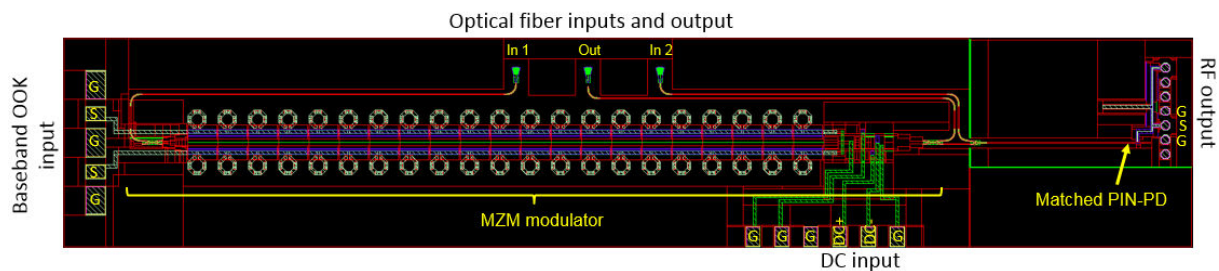 Optical fiber inputs and output
In 1
Out
In 2
Baseband OOK
input
G
S
G
S
G
RF output
G
S
G
Matched PIN-PD
MZM modulator
G
G
G
DC+
DC-
G
DC input